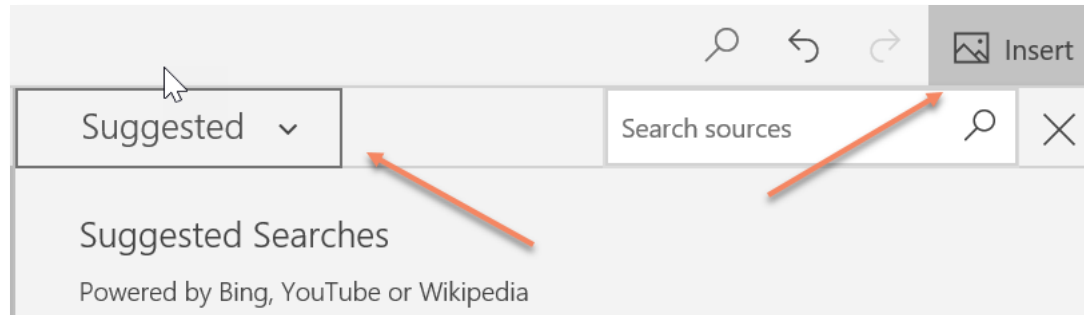 Insert
Suggested
Search sources
Suggested Searches
Powered by Bing, YouTube or Wikipedia